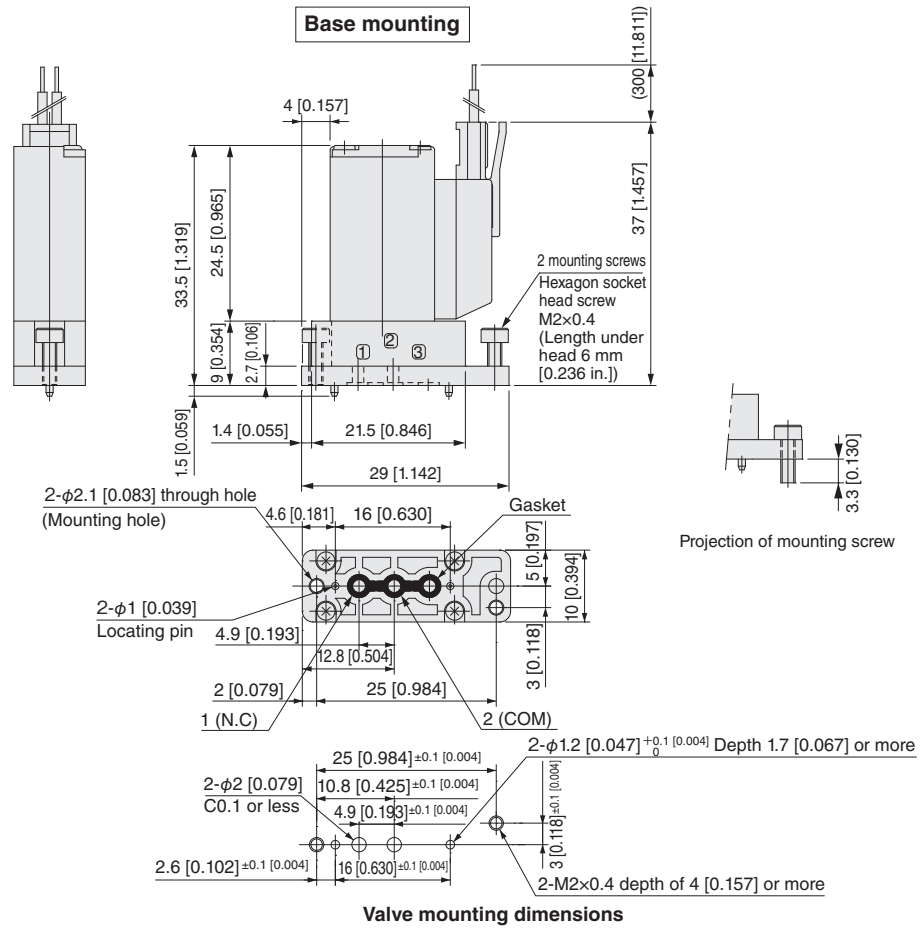 Base mounting
(300 [11.811])
4 [0.157]
33.5 [1.319]
24.5 [0.965]
37 [1.457]
2 mounting screws
Hexagon socket
head screw
M2×0.4
(Length under
head 6 mm
[0.236 in.])
9 [0.354]
2.7 [0.106]
1
2
3
1.5 [0.059]
1.4 [0.055]
21.5 [0.846]
29 [1.142]
3.3 [0.130]
Projection of mounting screw
2-φ2.1 [0.083] through hole
(Mounting hole)
4.6 [0.181]
16 [0.630]
Gasket
5 [0.197]
10 [0.394]
2-φ1 [0.039]
Locating pin
4.9 [0.193]
12.8 [0.504]
3 [0.118]
2 [0.079]
25 [0.984]
1 (N.C)
2 (COM)
2-φ1.2 [0.047] +0.1 [0.004] 0 Depth 1.7 [0.067] or more
25 [0.984] ±0.1 [0.004]
2-φ2 [0.079]
C0.1 or less
10.8 [0.425] ±0.1 [0.004]
4.9 [0.193] ±0.1 [0.004]
3 [0.118] ±0.1 [0.004]
2.6 [0.102] ±0.1 [0.004]
16 [0.630] ±0.1 [0.004]
2-M2×0.4 depth of 4 [0.157] or more
Valve mounting dimensions